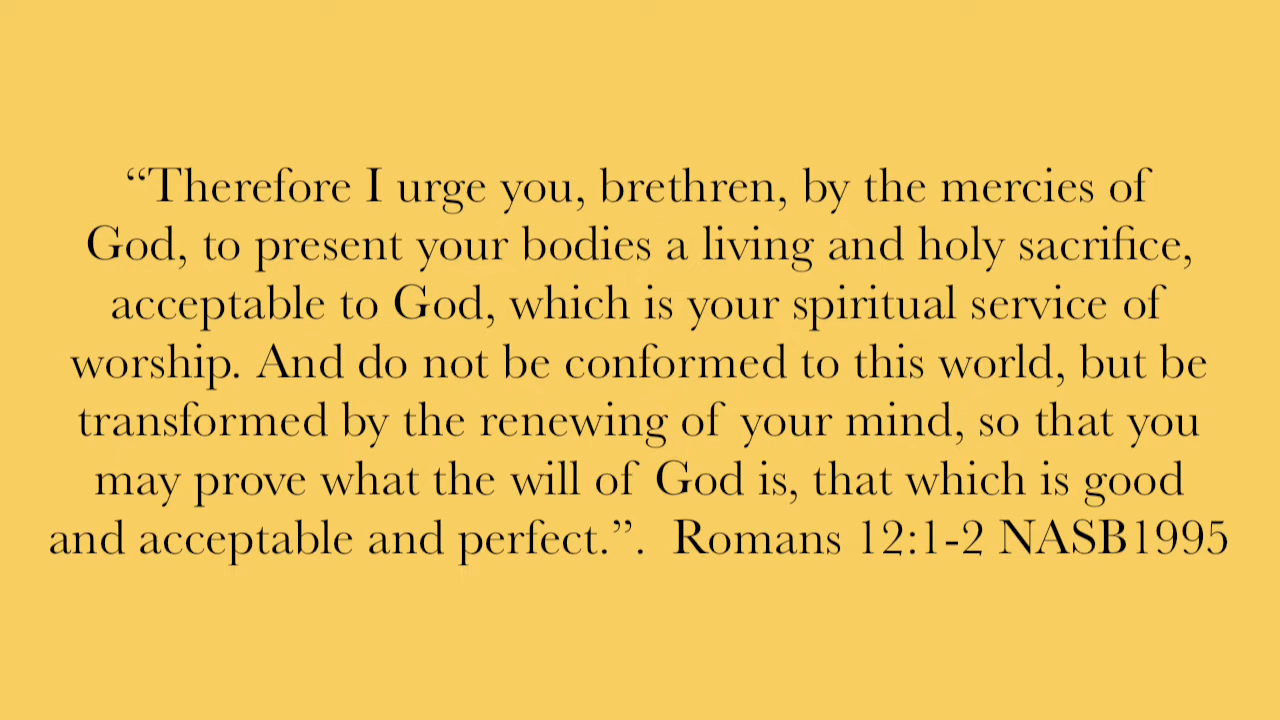 “Therefore I urge you, brethren, by the mercies of
God, to present your bodies a living and holy sacrifice,
acceptable to God, which is your spiritual service of
worship. And do not be conformed to this world, but be
transformed by the renewing of your mind, so that you
may prove what the will of God is, that which is good
and acceptable and perfect.”. Romans 12:1-2 NASB1995